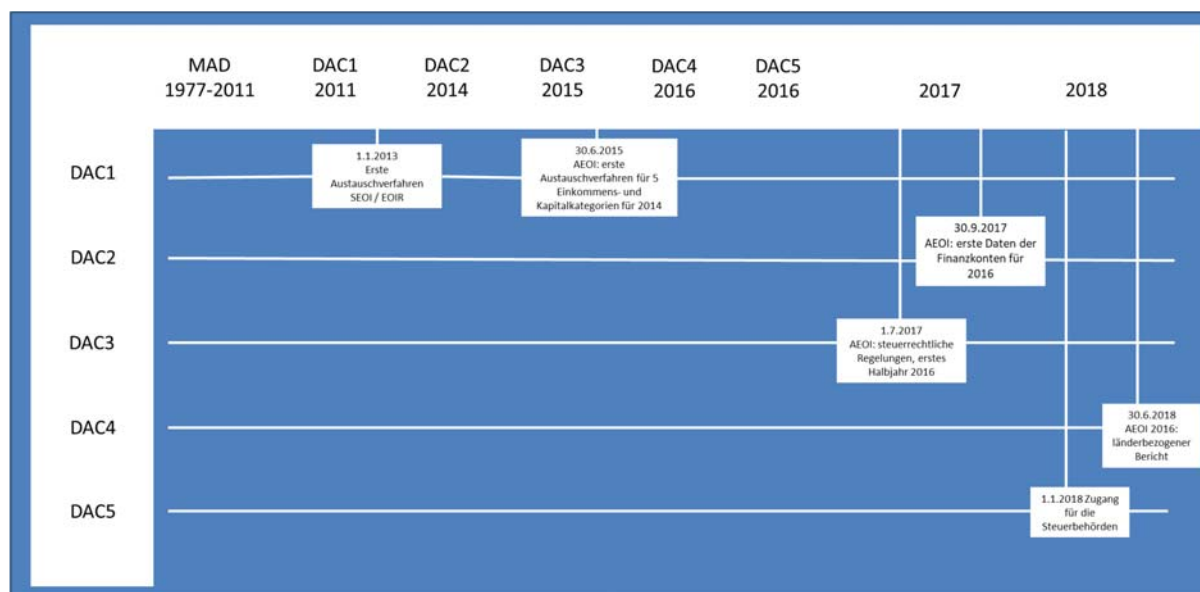 MAD
1977-2011
DAC1
2011
DAC2
2014
DAC3
2015
DAC4
2016
DAC5
2016
2017
2018
DAC1
1.1.2013
Erste
Austauschverfahren
SEOI / EOIR
30.6.2015
AEOI: erste
Austauschverfahren für 5
Einkommens- und
Kapitalkategorien für 2014
DAC2
30.9.2017
AEOI: erste Daten der
Finanzkonten für
2016
DAC3
1.7.2017
AEOI: steuerrechtliche
Regelungen, erstes
Halbjahr 2016
DAC4
30.6.2018
AEOI 2016:
länderbezogener
Bericht
DAC5
1.1.2018 Zugang
für die
Steuerbehörden